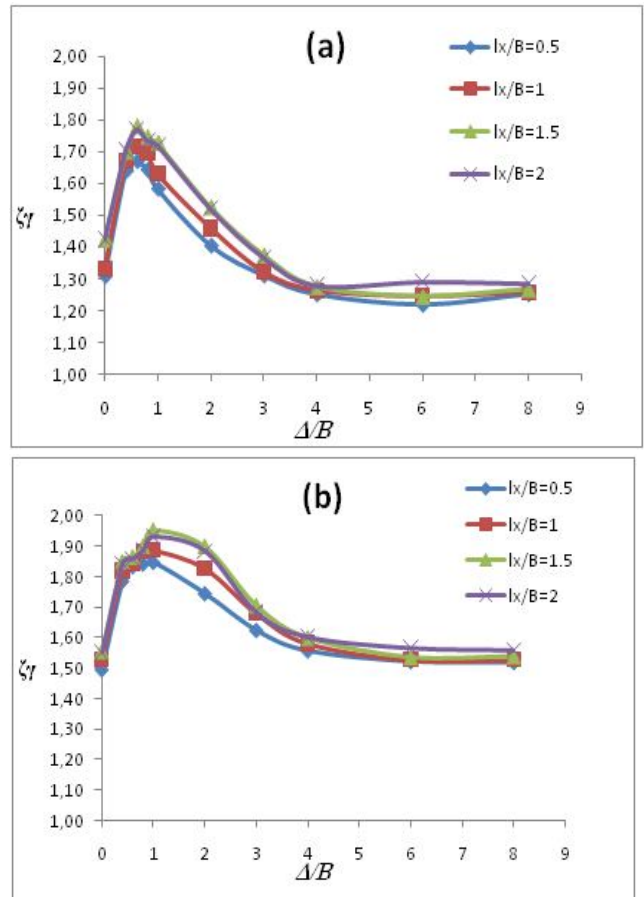 (a)
2,00
1,90
1,80
1,70
1,60
1,50
1,40
1,30
1,20
1,10
1,00
ζγ
lx/B=0.5
lx/B=1
lx/B=1.5
lx/B=2
0 1 2 3 4 5 6 7 8 9
Δ/B
(b)
2,00
1,90
1,80
1,70
1,60
1,50
1,40
1,30
1,20
1,10
1,00
ζγ
lx/B=0.5
lx/B=1
lx/B=1.5
lx/B=2
0 1 2 3 4 5 6 7 8 9
Δ/B